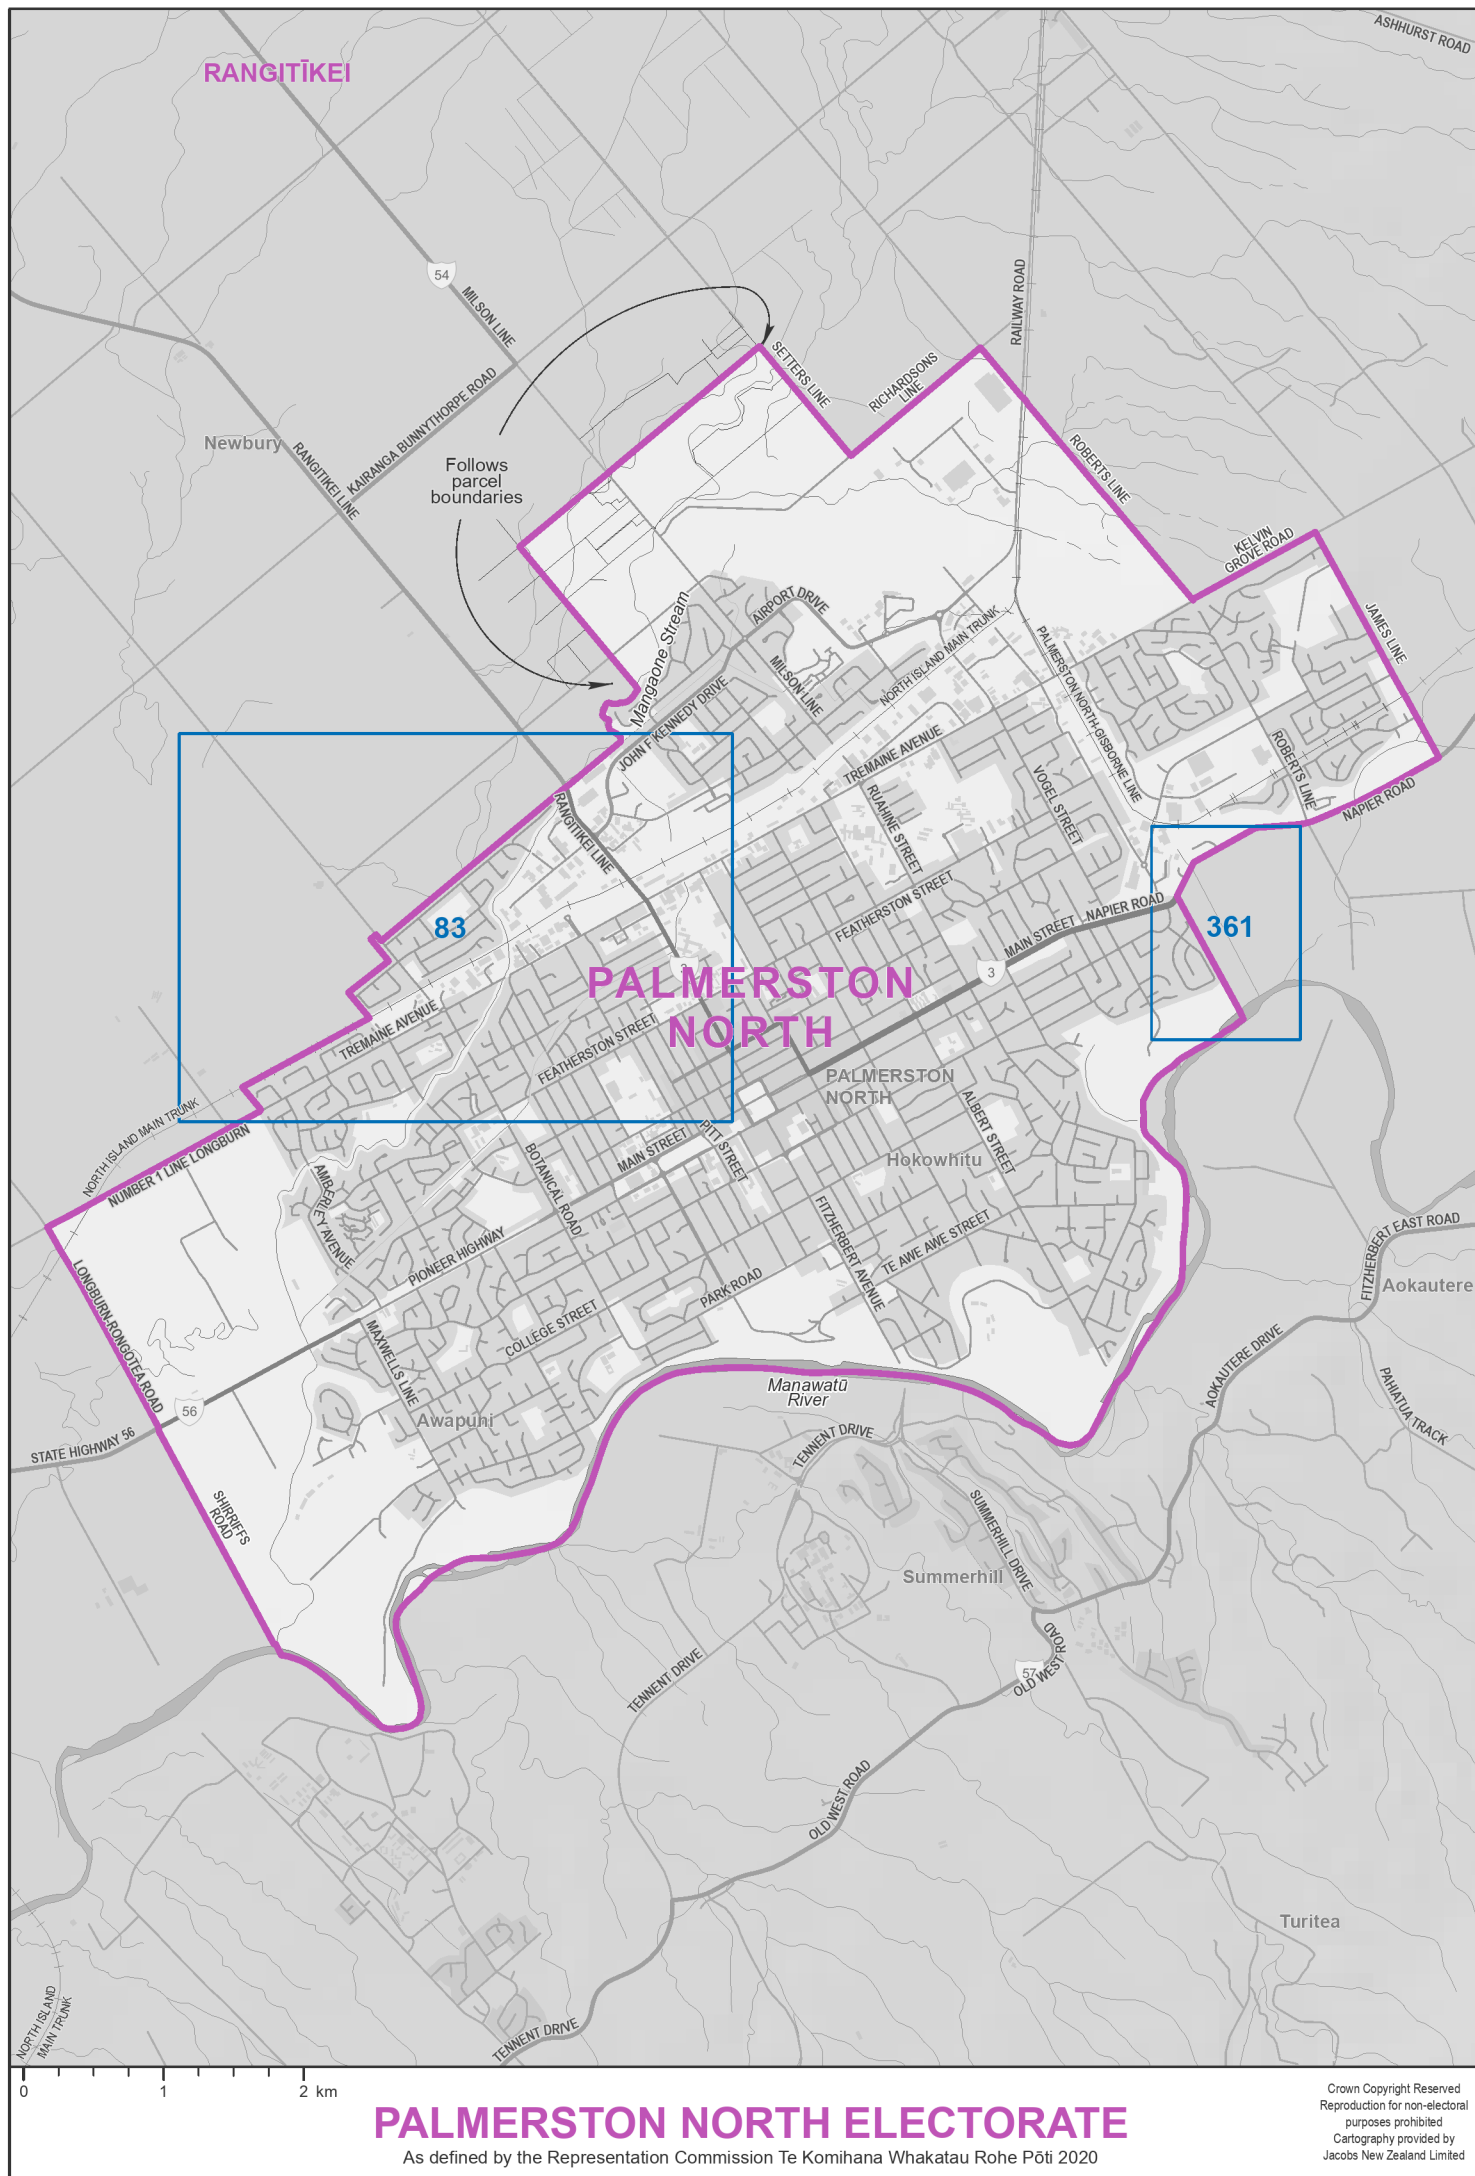 ASHHURST ROAD
RANGITĪKEI
54
MILSON LINE
RAILWAY ROAD
SETTERS LINE
RICHARDSONS
LINE
KAIRANGA BUNNYTHORPE ROAD
Newbury
RANGITIKEI LINE
ROBERTS LINE
Follows
parcel
boundaries
KELVIN
GROVE ROAD
JAMES LINE
Mangaone Stream
AIRPORT DRIVE
MILSON LINE
NORTH ISLAND MAIN TRUNK
PALMERSTON NORTH-GISBORNE LINE
JOHN F KENNEDY DRIVE
TREMAINE AVENUE
VOGEL STREET
ROBERTS LINE
NAPIER ROAD
RANGITIKEI LINE
RUAHINE STREET
FEATHERSTON STREET
83
MAIN STREET
NAPIER ROAD
361
3
3
PALMERSTON
NORTH
TREMAINE AVENUE
FEATHERSTON STREET
PALMERSTON
NORTH
NORTH ISLAND MAIN TRUNK
NUMBER 1 LINE LONGBURN
PITT STREET
MAIN STREET
ALBERT STREET
Hokowhitu
BOTANICAL ROAD
AMBERLEY AVENUE
FITZHERBERT AVENUE
TE AWE AWE STREET
PIONEER HIGHWAY
PARK ROAD
FITZHERBERT EAST ROAD
Aokautere
LONGBURN-RONGOTEA ROAD
MAXWELLS LINE
COLLEGE STREET
AOKAUTERE DRIVE
PAHIATUA TRACK
Manawatū
River
56
Awapuni
STATE HIGHWAY 56
TENNENT DRIVE
SHIRRIFFS
ROAD
SUMMERHILL DRIVE
Summerhill
OLD WEST ROAD
57
TENNENT DRIVE
OLD WEST ROAD
Turitea
NORTH ISLAND
MAIN TRUNK
TENNENT DRIVE
0 1 2 km
PALMERSTON NORTH ELECTORATE
As defined by the Representation Commission Te Komihana Whakatau Rohe Pōti 2020
Crown Copyright Reserved
Reproduction for non-electoral
purposes prohibited
Cartography provided by
Jacobs New Zealand Limited